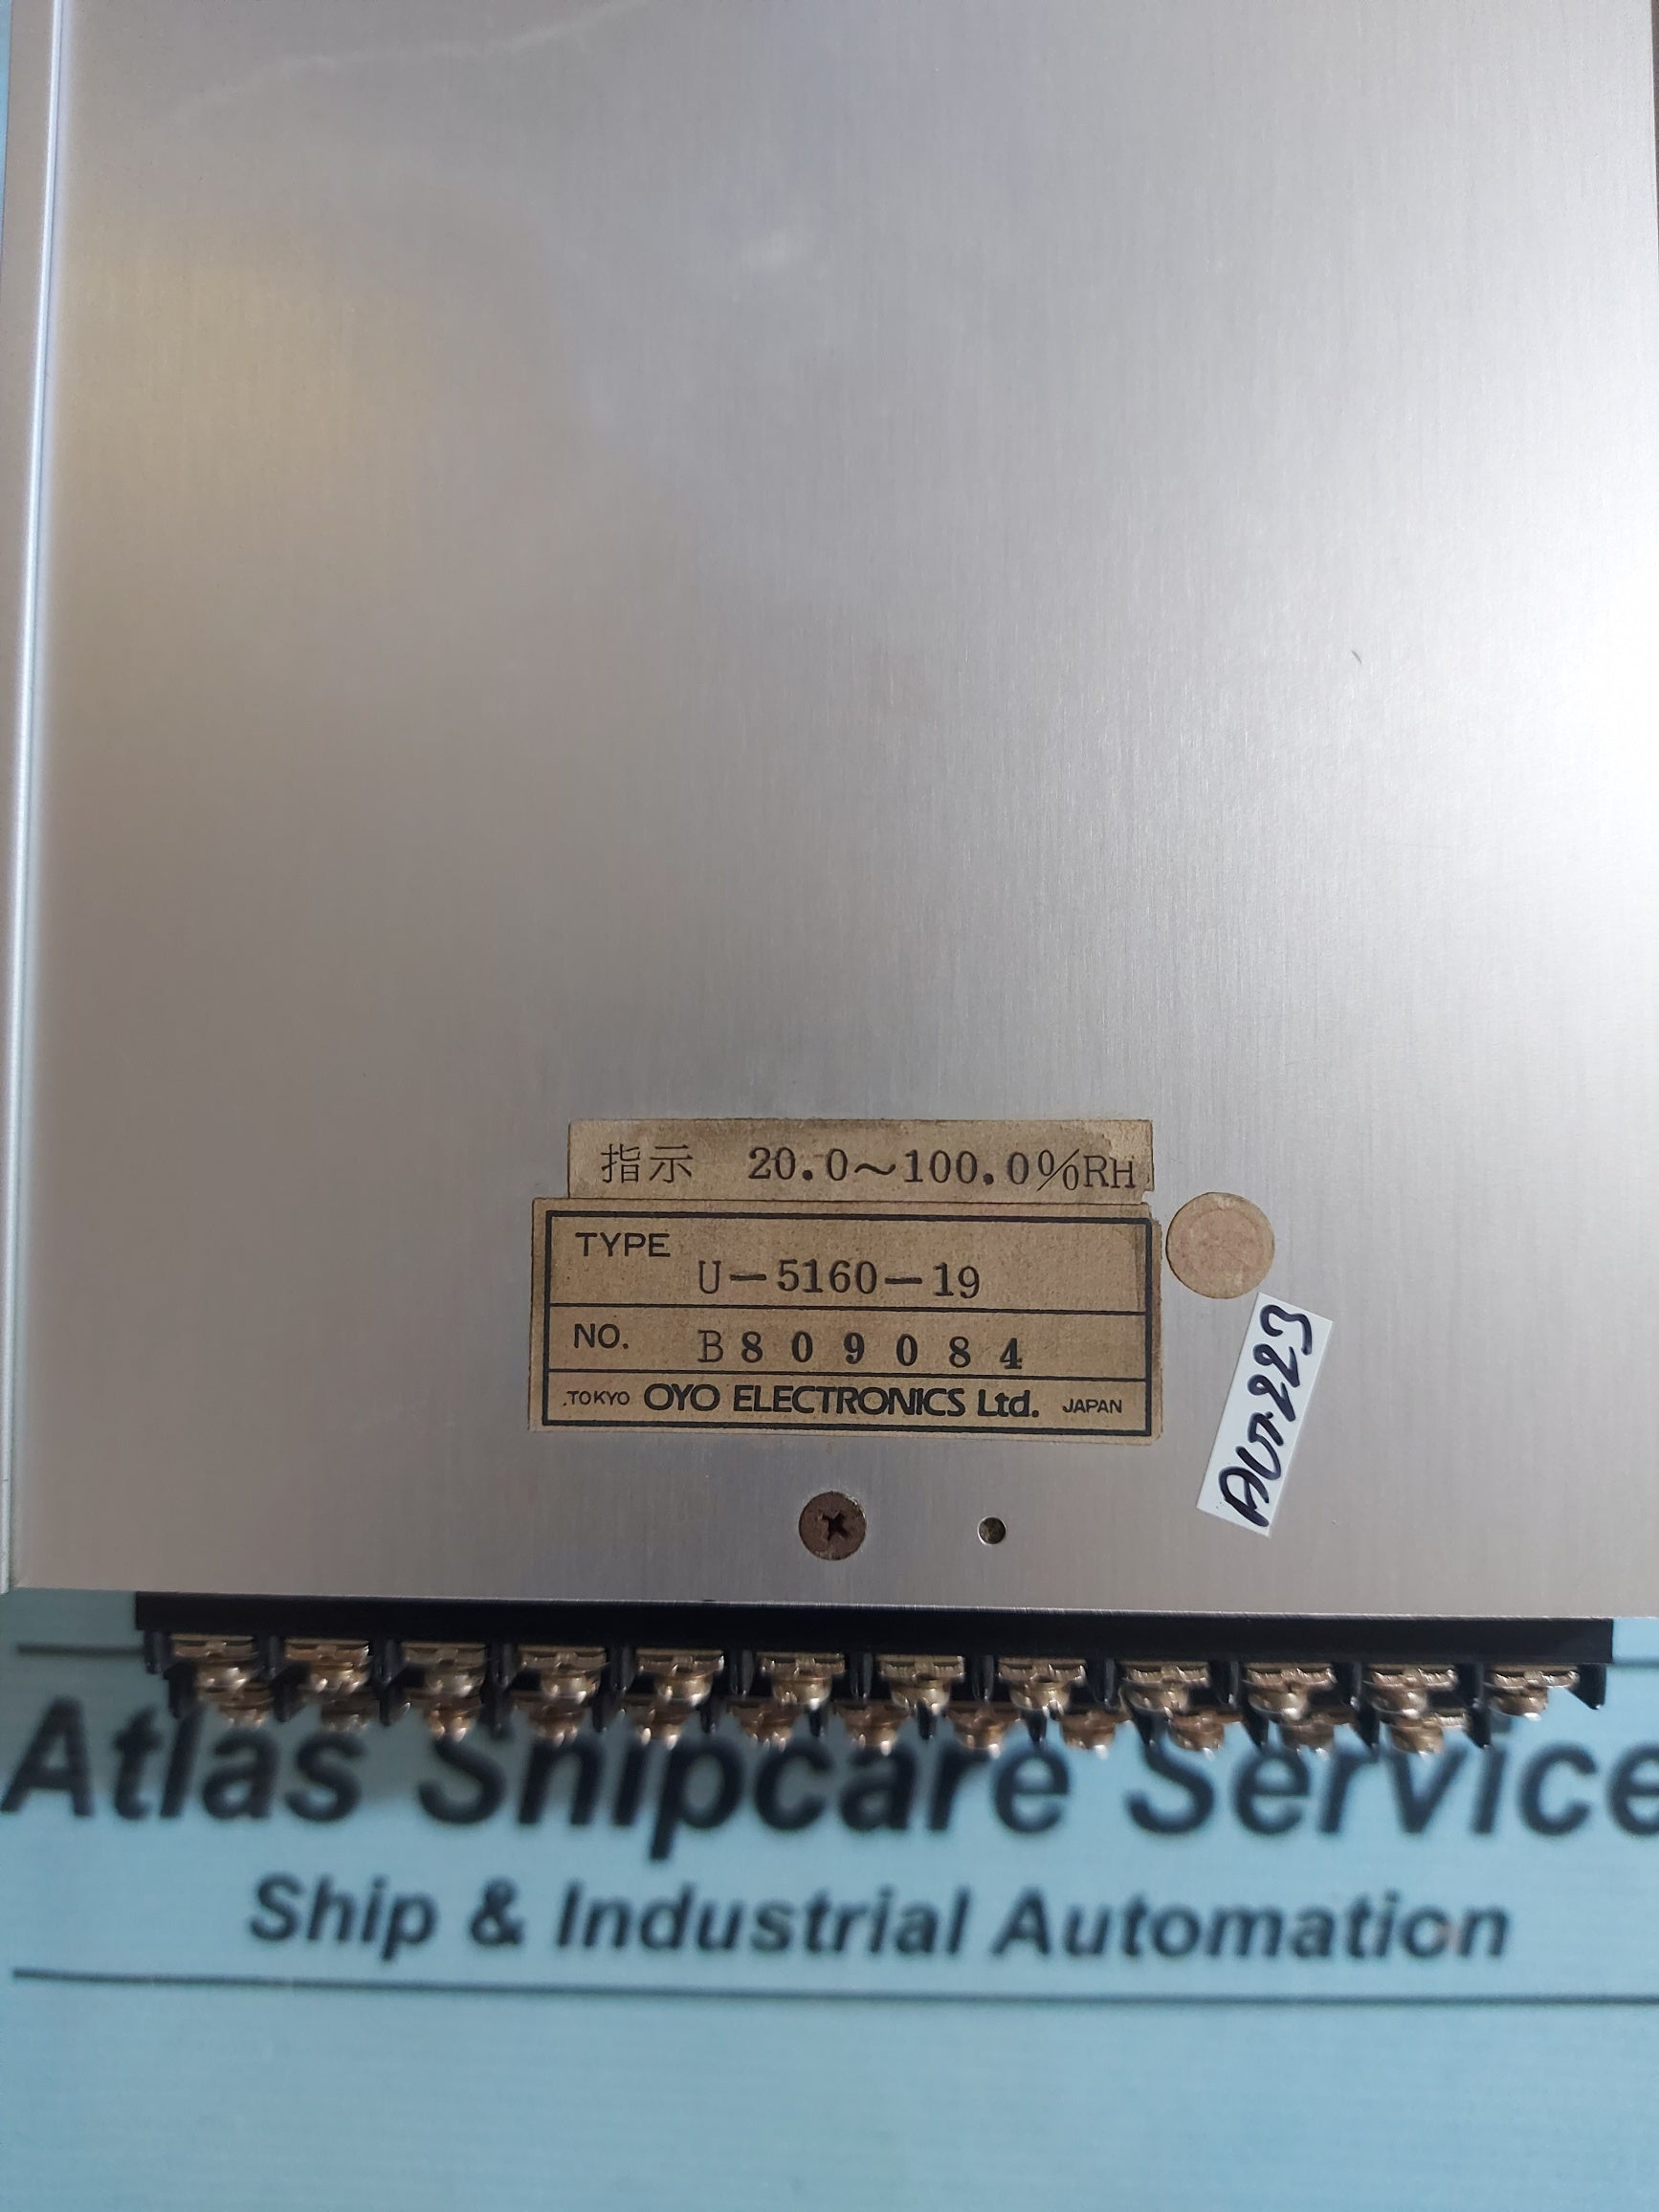 指示 20.0~100.0%RH
TYPE U-5160-19
NO. B809084
TOKYO OYO ELECTRONICS Ltd. JAPAN
AUT-223
Atlas Shipcare Service
Ship & Industrial Automation